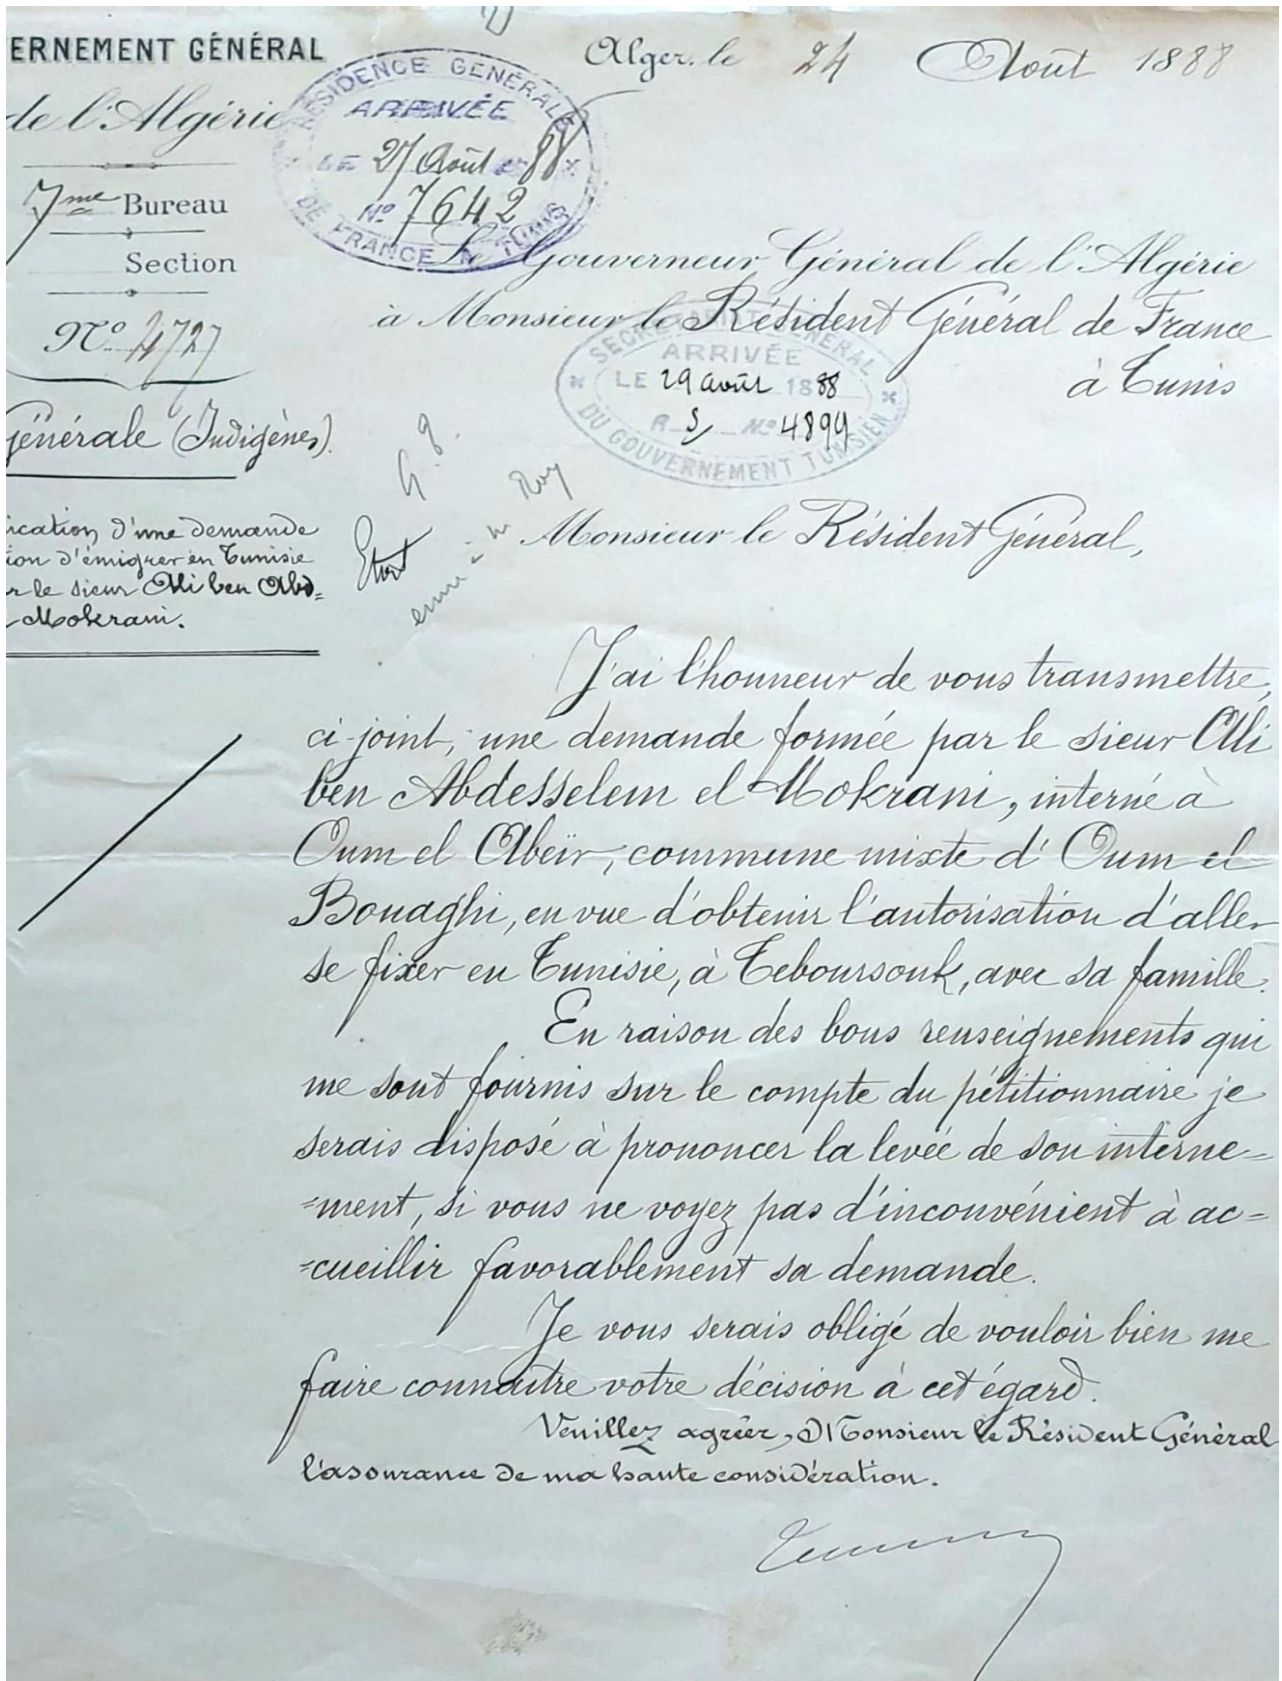 ERNEMENT GÉNÉRAL
de l'Algérie
7me Bureau
Section
No 4727
Générale (Indigènes).
ication d'une demande
ion d'émigrer en Tunisie
r le sieur Ali ben Abd=
Mokrani.
Alger, le 24 Août 1888
RÉSIDENCE GÉNÉRALE
ARRIVÉE
LE 27 Août 88
No 7642
DE FRANCE A TUNIS
Le Gouverneur Général de l'Algérie
à Monsieur le Résident Général de France
à Tunis
SECRÉTARIAT GÉNÉRAL
ARRIVÉE
LE 29 août 1888
No 4894
DU GOUVERNEMENT TUNISIEN
Monsieur le Résident Général,
J'ai l'honneur de vous transmettre,
ci-joint, une demande formée par le sieur Ali
ben Abdesselem el Mokrani, interné à
Oum el Abeïr, commune mixte d'Oum el
Bouaghi, en vue d'obtenir l'autorisation d'aller
se fixer en Tunisie, à Teboursouk, avec sa famille.
En raison des bons renseignements qui
me sont fournis sur le compte du pétitionnaire je
serais disposé à prononcer la levée de son interne=
=ment, si vous ne voyez pas d'inconvénient à ac=
=cueillir favorablement sa demande.
Je vous serais obligé de vouloir bien me
faire connaître votre décision à cet égard.
Veuillez agréer, Monsieur le Résident Général
l'assurance de ma haute considération.